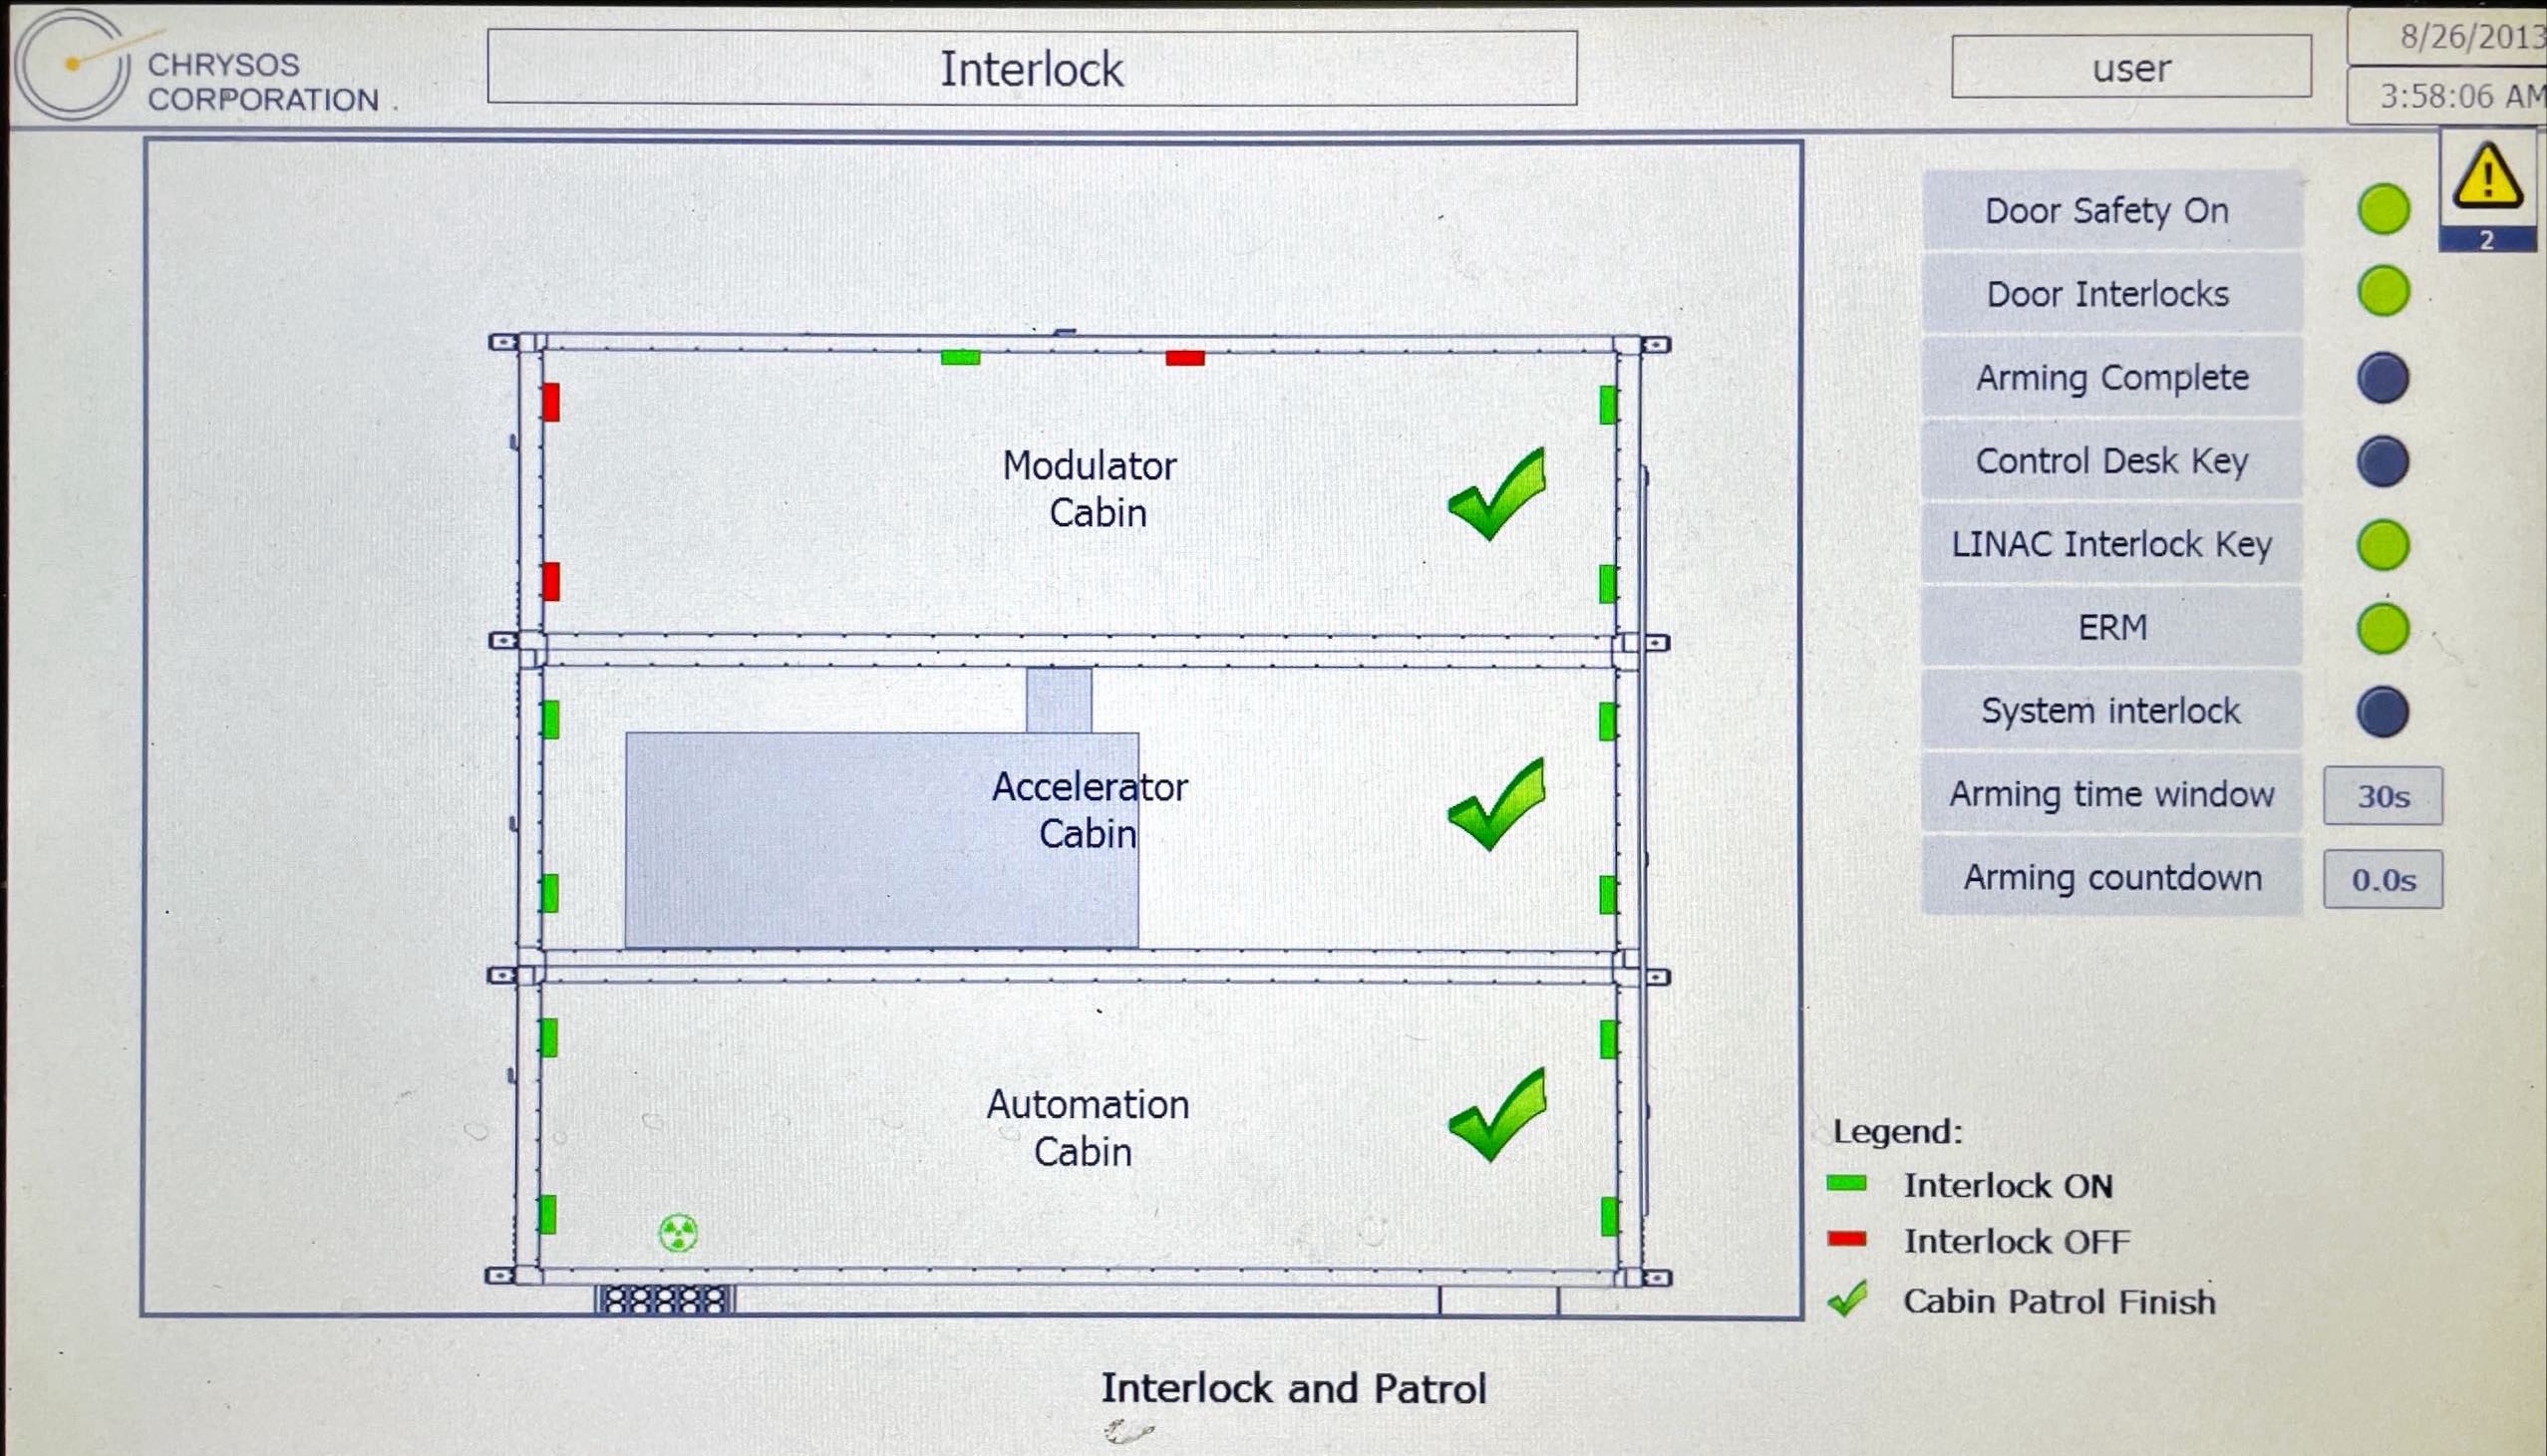 CHRYSOS
CORPORATION
Interlock
user
8/26/2013
3:58:06 AM
2
Door Safety On
Door Interlocks
Arming Complete
Control Desk Key
LINAC Interlock Key
ERM
System interlock
Arming time window
30s
Arming countdown
0.0s
Modulator
Cabin
Accelerator
Cabin
Automation
Cabin
Legend:
Interlock ON
Interlock OFF
Cabin Patrol Finish
Interlock and Patrol